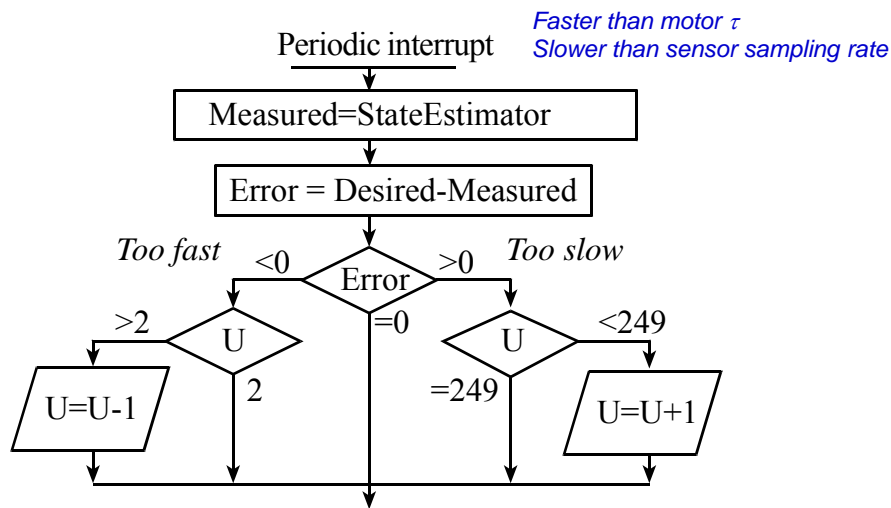 Faster than motor τ
Slower than sensor sampling rate
Periodic interrupt
Measured=StateEstimator
Error = Desired-Measured
Too fast
<0
Error
>0
Too slow
=0
>2
U
U
<249
2
=249
U=U-1
U=U+1